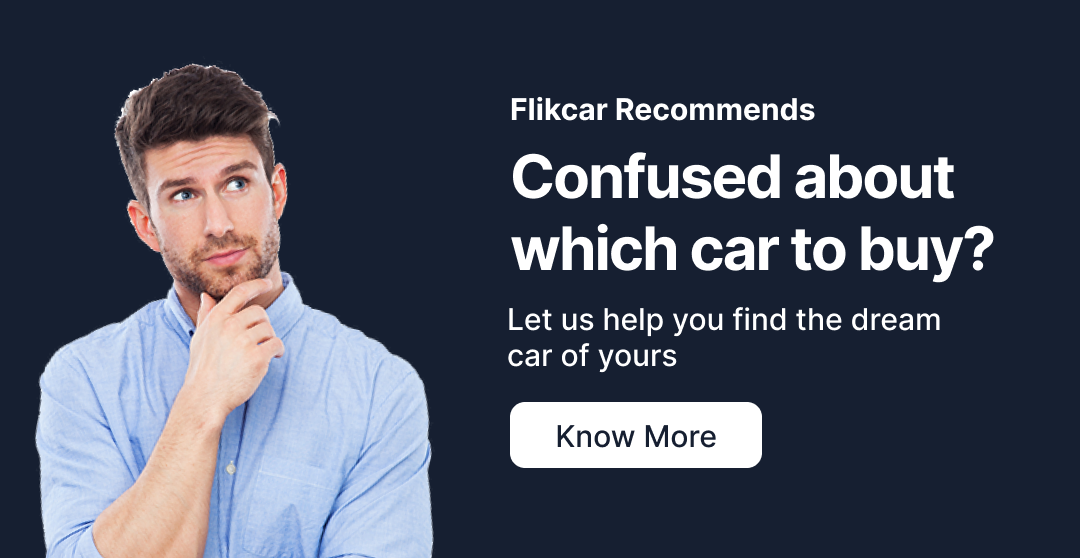 Flikcar Recommends
Confused about
which car to buy?
Let us help you find the dream
car of yours
Know More